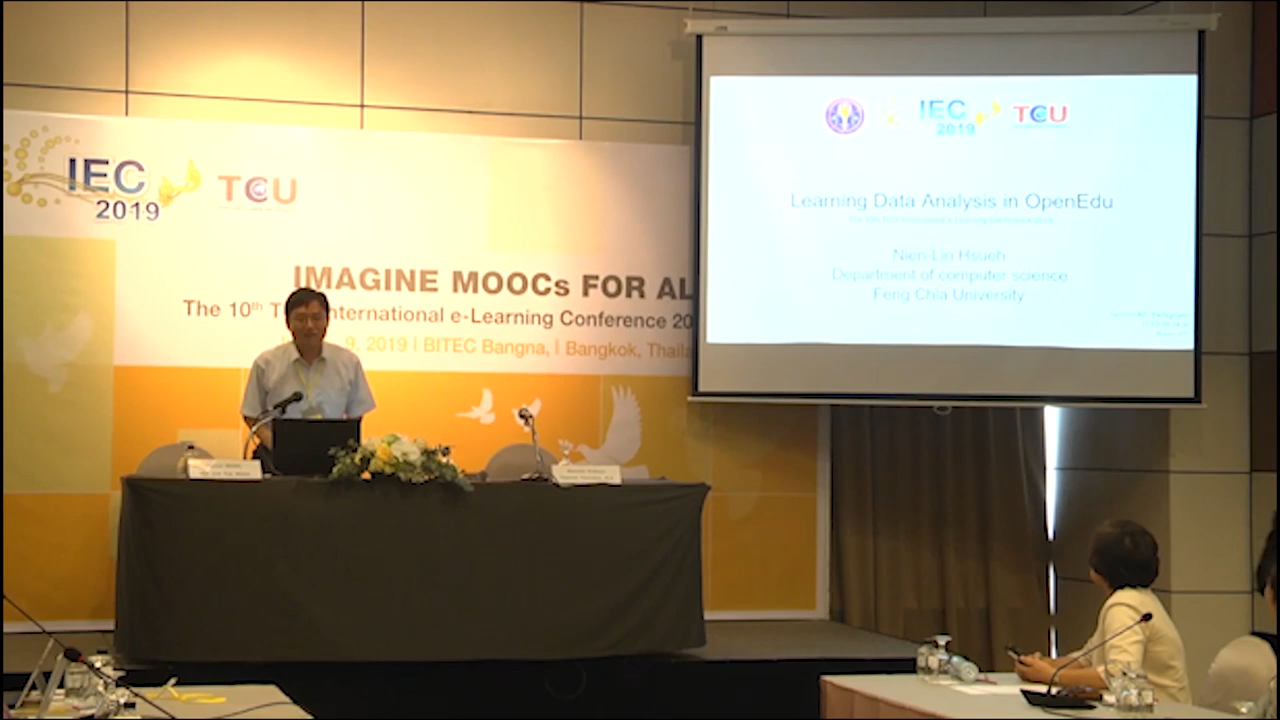 IEC
2019
TCU
IMAGINE MOOCs FOR AL
The 10th T International e-Learning Conference 20
9, 2019 | BITEC Bangna, | Bangkok, Thaila
IEC
2019
TCU
Learning Data Analysis in OpenEdu
Nien-Lin Hsueh
Department of computer science
Feng Chia University